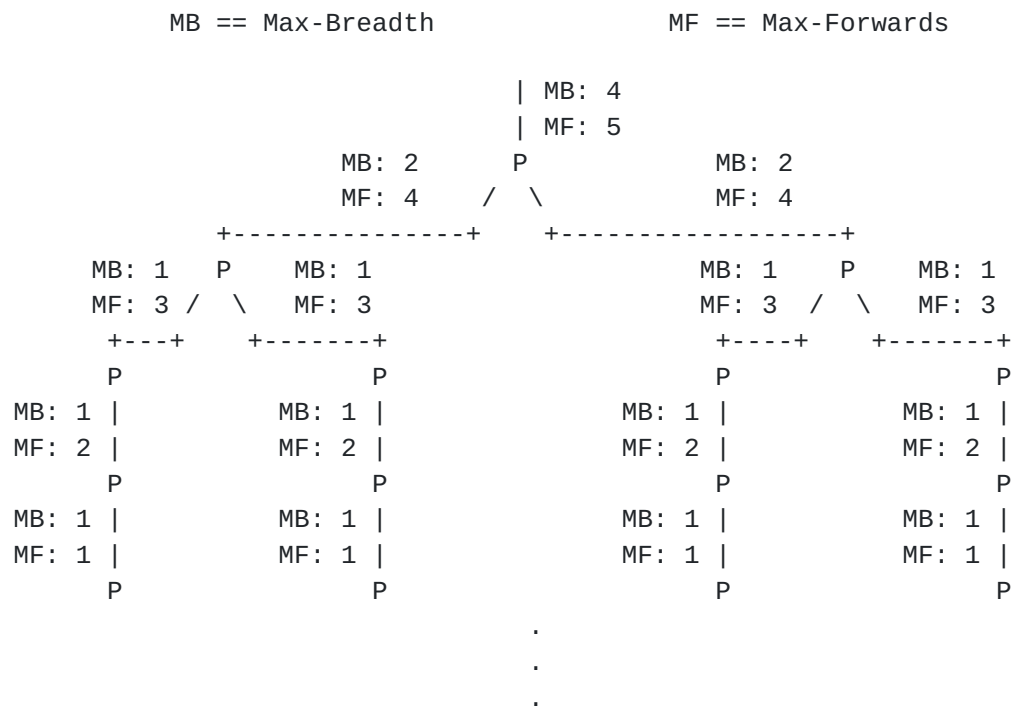 MB == Max-Breadth               MF == Max-Forwards
                                | MB: 4
                                | MF: 5
                     MB: 2      P            MB: 2
                     MF: 4    /  \           MF: 4
             +---------------+    +------------------+
     MB: 1   P    MB: 1                     MB: 1    P    MB: 1
     MF: 3 /  \   MF: 3                     MF: 3  /  \   MF: 3
      +---+    +-------+                     +----+    +-------+
      P                P                     P                 P
MB: 1 |          MB: 1 |               MB: 1 |           MB: 1 |
MF: 2 |          MF: 2 |               MF: 2 |           MF: 2 |
      P                P                     P                 P
MB: 1 |          MB: 1 |               MB: 1 |           MB: 1 |
MF: 1 |          MF: 1 |               MF: 1 |           MF: 1 |
      P                P                     P                 P
                                 .
                                 .
                                 .